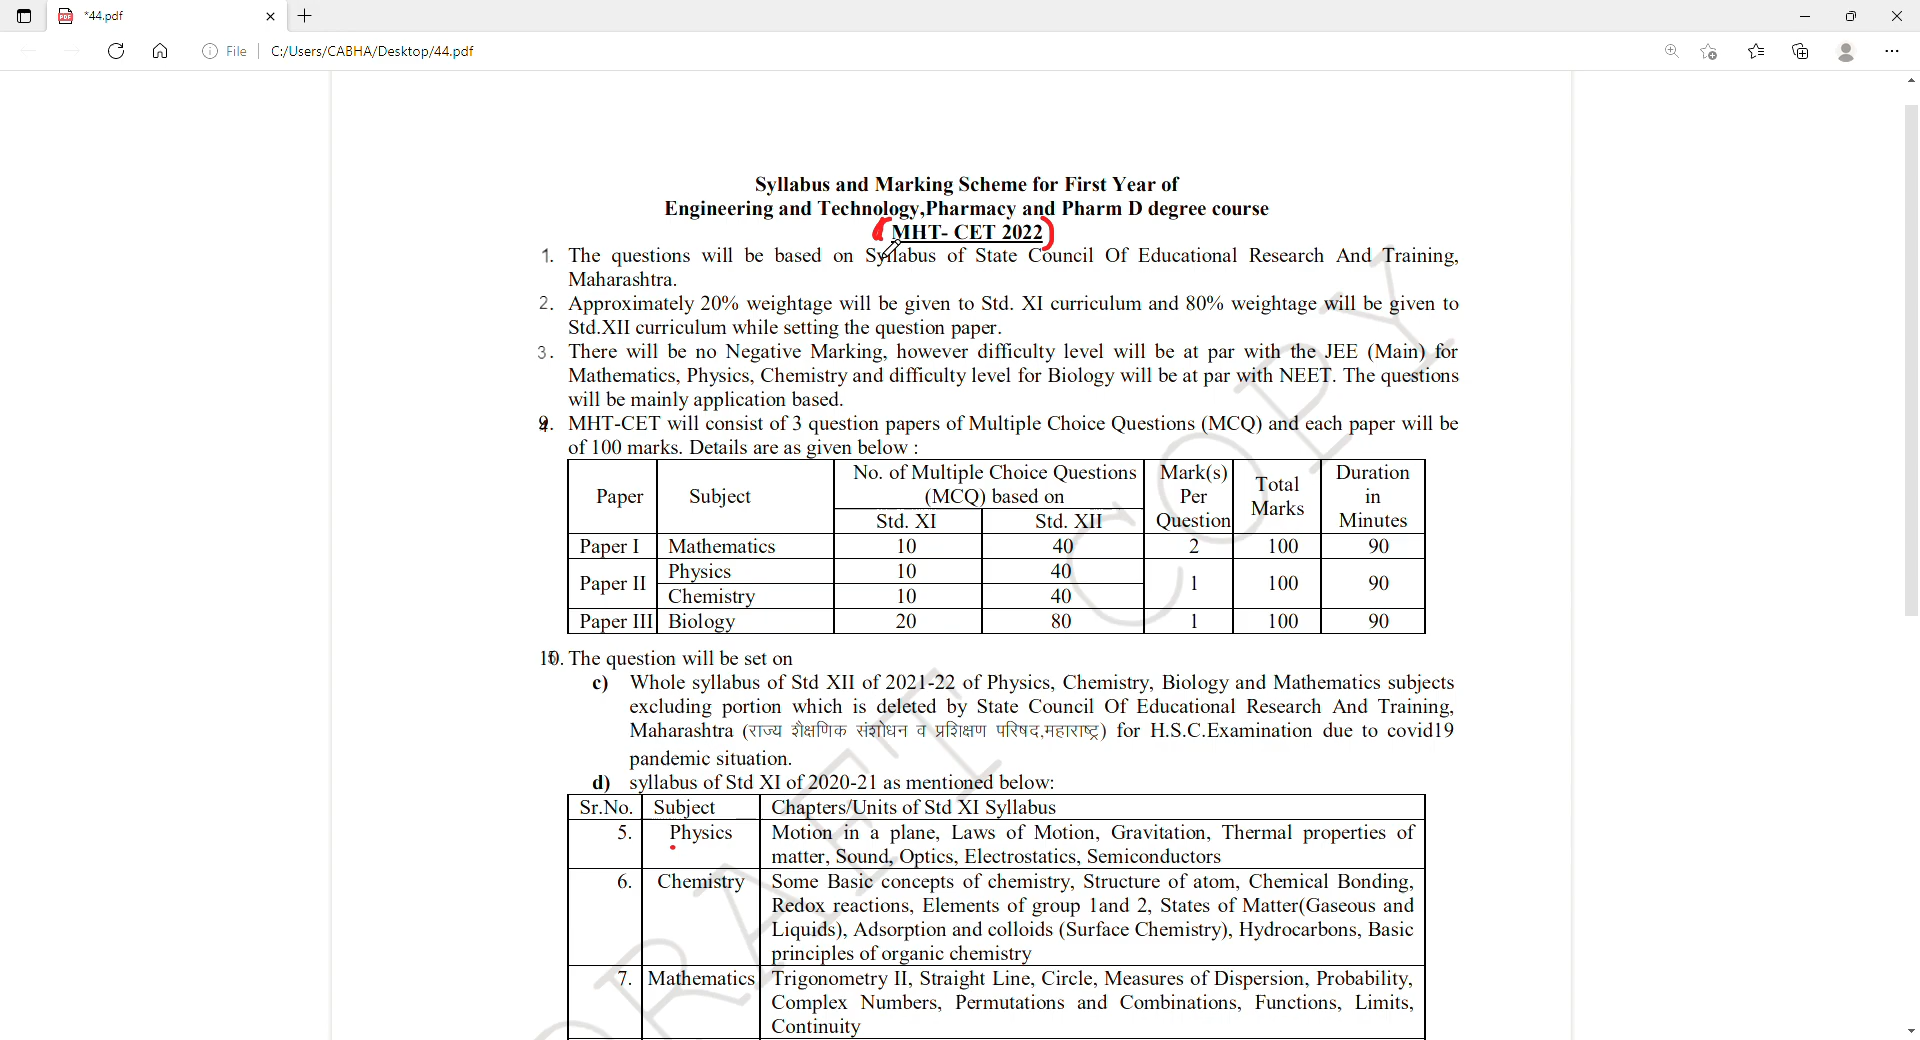 *44.pdf
File
C:/Users/CABHA/Desktop/44.pdf
Syllabus and Marking Scheme for First Year of
Engineering and Technology,Pharmacy and Pharm D degree course
MHT- CET 2022
1. The questions will be based on Syllabus of State Council Of Educational Research And Training,
Maharashtra.
2. Approximately 20% weightage will be given to Std. XI curriculum and 80% weightage will be given to
Std.XII curriculum while setting the question paper.
3. There will be no Negative Marking, however difficulty level will be at par with the JEE (Main) for
Mathematics, Physics, Chemistry and difficulty level for Biology will be at par with NEET. The questions
will be mainly application based.
MHT-CET will consist of 3 question papers of Multiple Choice Questions (MCQ) and each paper will be
of 100 marks. Details are as given below :
Paper Subject No. of Multiple Choice Questions (MCQ) based on Mark(s) Per Question Total Marks Duration in Minutes
Std. XI Std. XII
Paper I Mathematics 10 40 2 100 90
Paper II Physics 10 40 1 100 90
Chemistry 10 40
Paper III Biology 20 80 1 100 90
The question will be set on
c) Whole syllabus of Std XII of 2021-22 of Physics, Chemistry, Biology and Mathematics subjects
excluding portion which is deleted by State Council Of Educational Research And Training,
Maharashtra (राज्य शैक्षणिक संशोधन व प्रशिक्षण परिषद,महाराष्ट्र) for H.S.C.Examination due to covid19
pandemic situation.
d) syllabus of Std XI of 2020-21 as mentioned below:
Sr.No. Subject Chapters/Units of Std XI Syllabus
5. Physics Motion in a plane, Laws of Motion, Gravitation, Thermal properties of
matter, Sound, Optics, Electrostatics, Semiconductors
6. Chemistry Some Basic concepts of chemistry, Structure of atom, Chemical Bonding,
Redox reactions, Elements of group 1and 2, States of Matter(Gaseous and
Liquids), Adsorption and colloids (Surface Chemistry), Hydrocarbons, Basic
principles of organic chemistry
7. Mathematics Trigonometry II, Straight Line, Circle, Measures of Dispersion, Probability,
Complex Numbers, Permutations and Combinations, Functions, Limits,
Continuity
DRAFT COPY